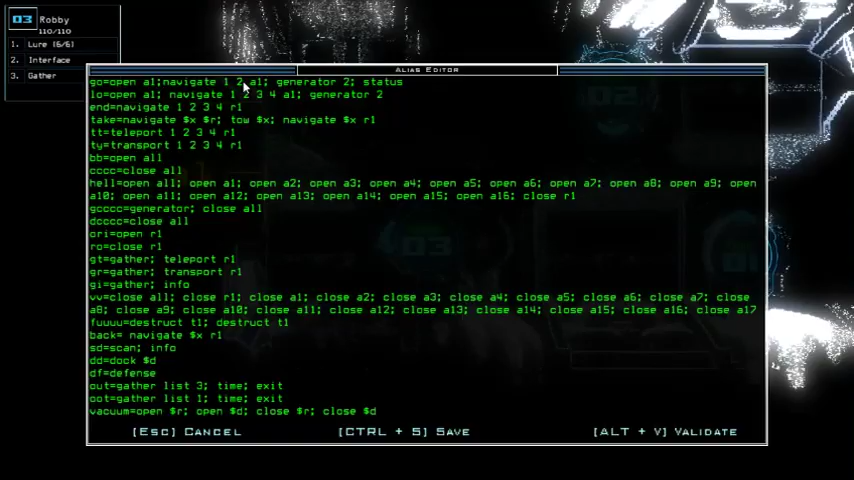 03 Robby
110/110
1. Lure [6/6]
2. Interface
3. Gather
Alias Editor
go=open a1;navigate 1 2 a1; generator 2; status
lo=open a1; navigate 1 2 3 4 a1; generator 2
end=navigate 1 2 3 4 r1
take=navigate $x $r; tow $x; navigate $x r1
tt=teleport 1 2 3 4 r1
ty=transport 1 2 3 4 r1
bb=open all
cccc=close all
hell=open all; open a1; open a2; open a3; open a4; open a5; open a6; open a7; open a8; open a9; open
a10; open a11; open a12; open a13; open a14; open a15; open a16; close r1
gcccc=generator; close all
dcccc=close all
ori=open r1
ro=close r1
gt=gather; teleport r1
gr=gather; transport r1
gi=gather; info
vv=close all; close r1; close a1; close a2; close a3; close a4; close a5; close a6; close a7; close
a8; close a9; close a10; close a11; close a12; close a13; close a14; close a15; close a16; close a17
fuuuu=destruct t1; destruct t1
back= navigate $x r1
sd=scan; info
dd=dock $d
df=defense
out=gather list 3; time; exit
oot=gather list 1; time; exit
vacuum=open $r; open $d; close $r; close $d
[Esc] Cancel
[CTRL + S] Save
[ALT + V] Validate